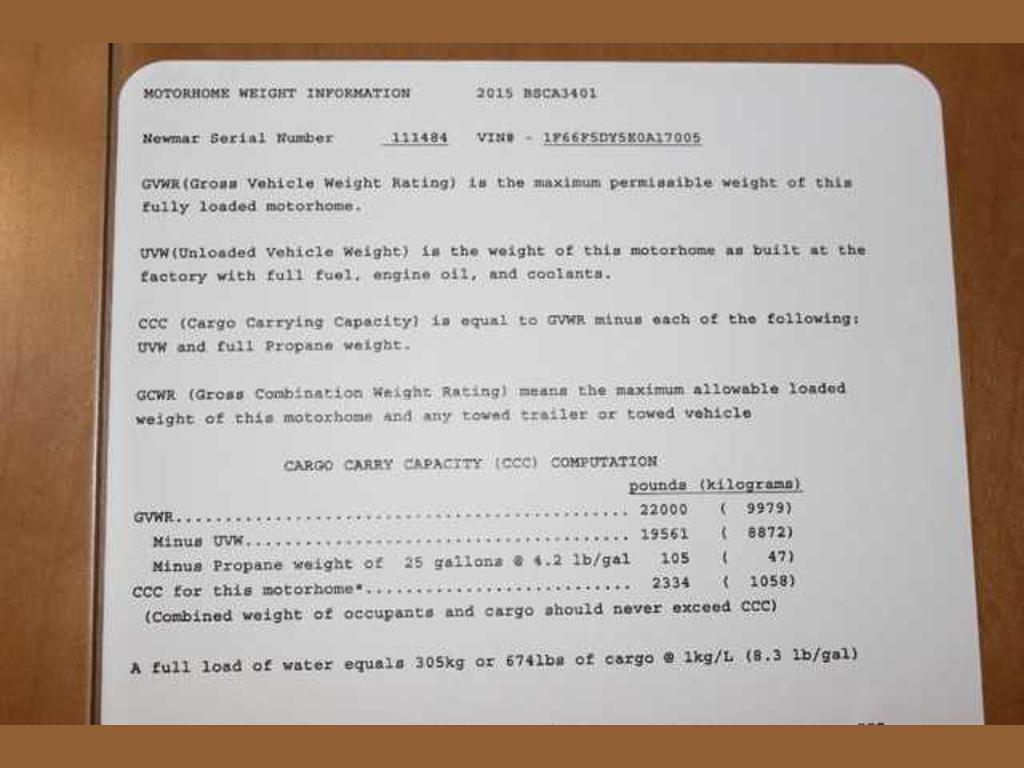 MOTORHOME WEIGHT INFORMATION 2015 BSCA3401
Newmar Serial Number 111484 VIN# - 1F66F5DY5E0A17005
GVWR(Gross Vehicle Weight Rating) is the maximum permissible weight of this
fully loaded motorhome.
UVW(Unloaded Vehicle Weight) is the weight of this motorhome as built at the
factory with full fuel, engine oil, and coolants.
CCC (Cargo Carrying Capacity) is equal to GVWR minus each of the following:
UVW and full Propane weight.
GCWR (Gross Combination Weight Rating) means the maximum allowable loaded
weight of this motorhome and any towed trailer or towed vehicle
CARGO CARRY CAPACITY (CCC) COMPUTATION
pounds (kilograms)
GVWR.............................................. 22000 ( 9979)
Minus UVW....................................... 19561 ( 8872)
Minus Propane weight of 25 gallons @ 4.2 lb/gal 105 ( 47)
CCC for this motorhome*........................... 2334 ( 1058)
(Combined weight of occupants and cargo should never exceed CCC)
A full load of water equals 305kg or 674lbs of cargo @ 1kg/L (8.3 lb/gal)